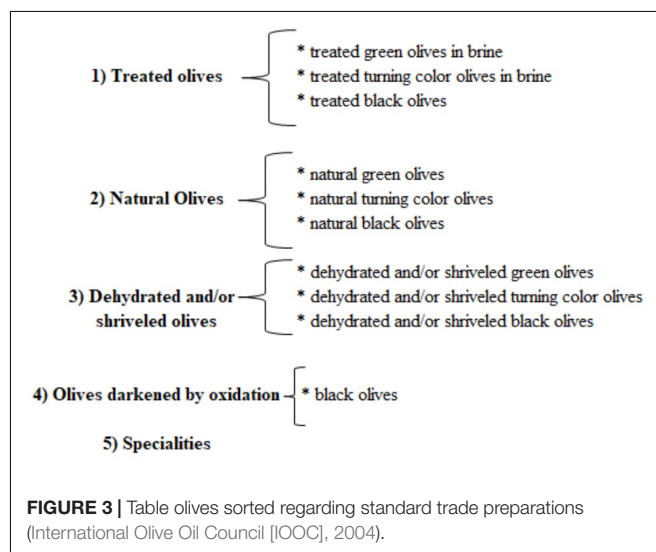 * treated green olives in brine
1) Treated olives
* treated turning color olives in brine
* treated black olives
* natural green olives
2) Natural Olives
* natural turning color olives
* natural black olives
* dehydrated and/or shriveled green olives
3) Dehydrated and/or
* dehydrated and/or shriveled turning color olives
shriveled olives
* dehydrated and/or shriveled black olives
4) Olives darkened by oxidation
* black olives
5) Specialities
FIGURE 3 | Table olives sorted regarding standard trade preparations
(International Olive Oil Council [IOOC], 2004).